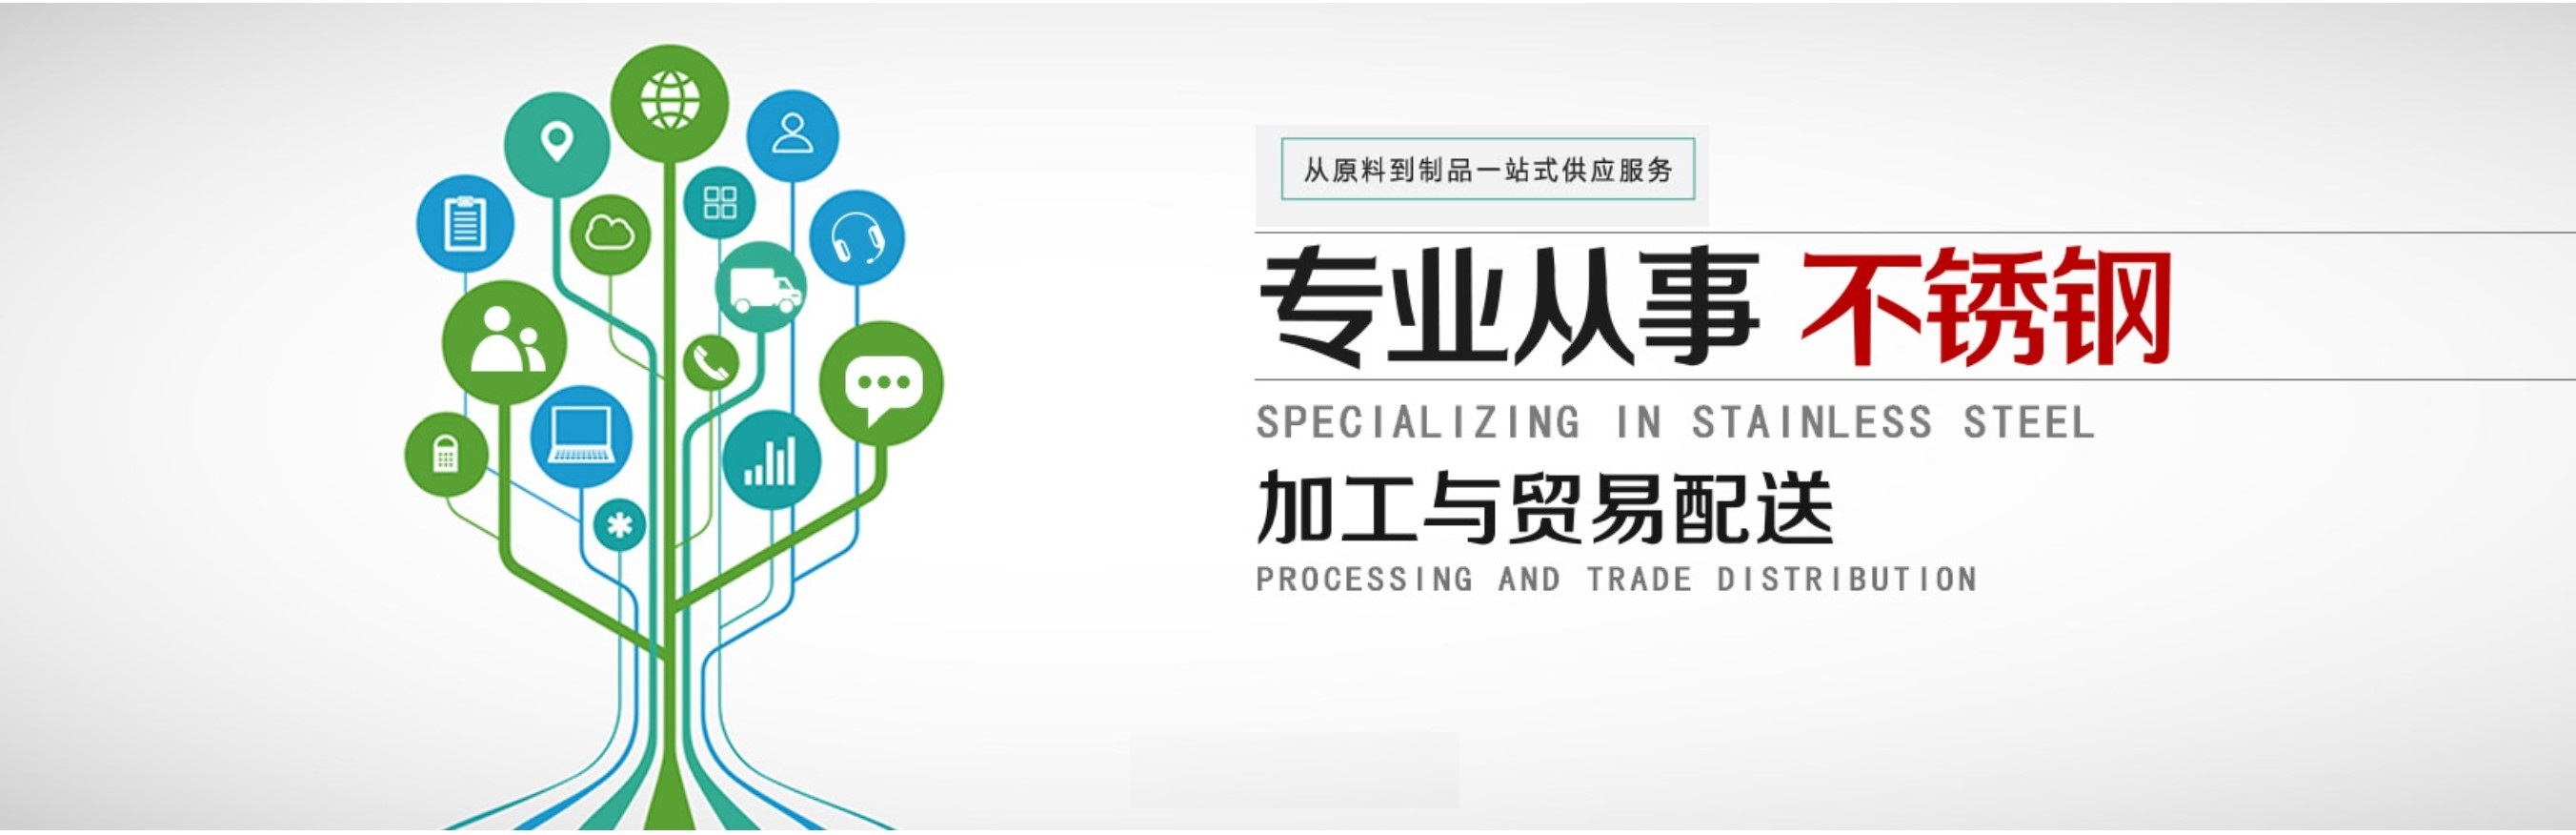 从原料到制品一站式供应服务
专业从事 不锈钢
SPECIALIZING IN STAINLESS STEEL
加工与贸易配送
PROCESSING AND TRADE DISTRIBUTION